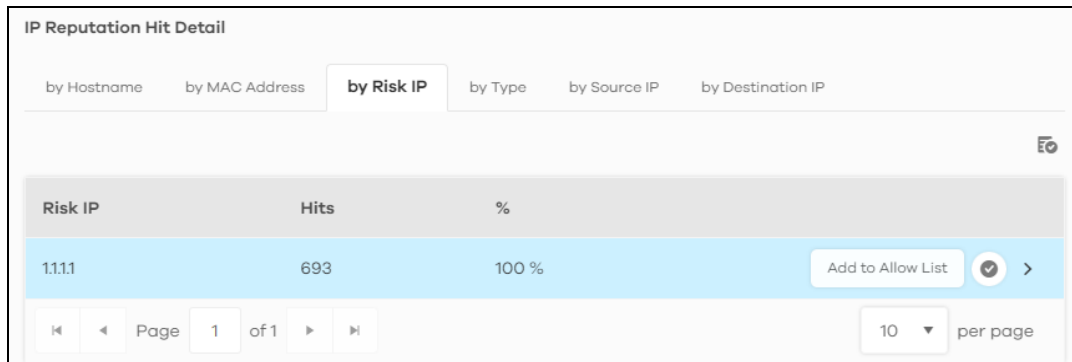 IP Reputation Hit Detail
by Hostname by MAC Address by Risk IP by Type by Source IP by Destination IP
Risk IP Hits %
1.1.1.1 693 100 % Add to Allow List
Page 1 of 1 10 per page